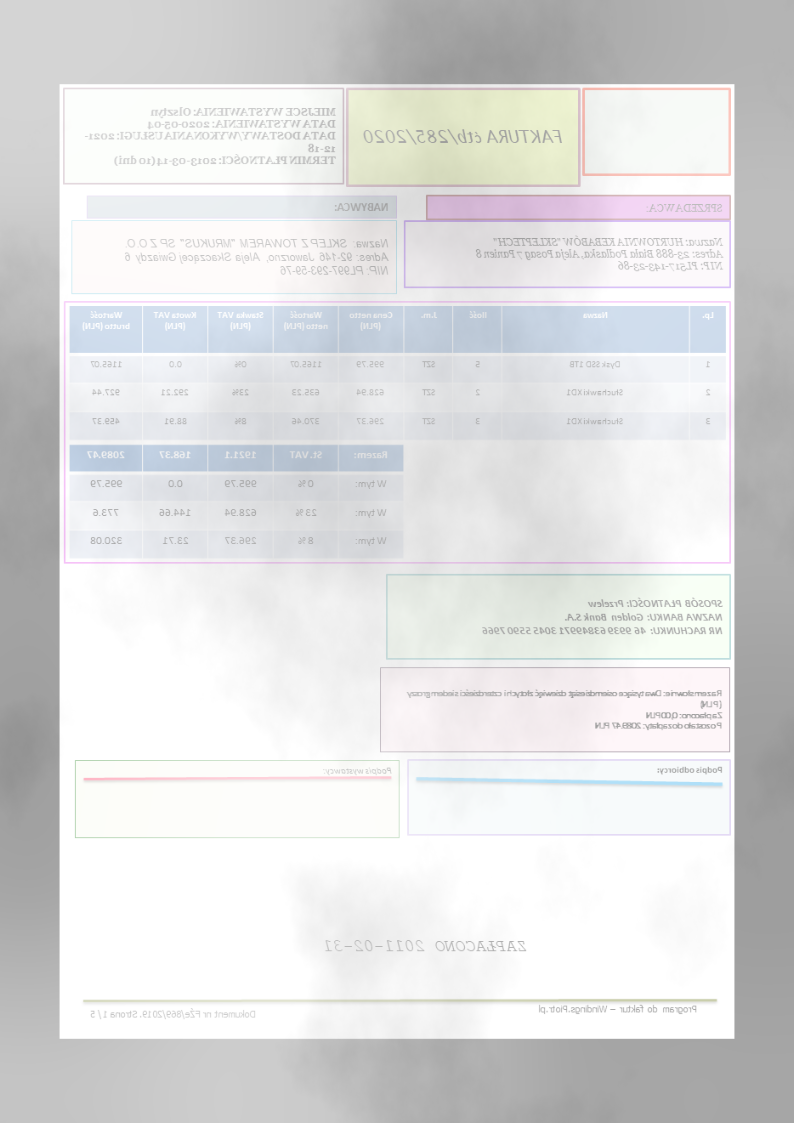 FAKTURA ćtb/285/2020
MIEJSCE WYSTAWIENIA: Olsztyn
DATA WYSTAWIENIA: 2020-05-04
DATA DOSTAWY/WYKONANIA USŁUGI: 2021-
12-18
TERMIN PŁATNOŚCI: 2013-03-14 (10 dni)
SPRZEDAWCA:
NABYWCA:
Nazwa: HURTOWNIA KEBABÓW "SKLEPTECH"
Adres: 23-888 Biała Podlaska, Aleja Posąg 7 Panien 8
NIP: PL517-143-23-86
Nazwa: SKLEP Z TOWAREM "MRUKUS" SP Z O.O.
Adres: 92-146 Jaworzno, Aleja Skaczącej Gwiazdy 6
NIP: PL997-293-59-76
Lp. Nazwa Ilość J.m. Cena netto (PLN) Wartość netto (PLN) Stawka VAT (PLN) Kwota VAT (PLN) Wartość brutto (PLN)
1 Dysk SSD 1TB 5 SZT 995.79 1165.07 0% 0.0 1165.07
2 Słuchawki KD1 2 SZT 628.94 635.23 23% 292.21 927.44
3 Słuchawki KD1 3 SZT 296.37 370.46 8% 88.91 459.37
Razem: St. VAT 1921.1 168.37 2089.47
W tym: 0 % 995.79 0.0 995.79
W tym: 23 % 628.94 144.66 773.6
W tym: 8 % 296.37 23.71 320.08
SPOSÓB PŁATNOŚCI: Przelew
NAZWA BANKU: Golden Bank S.A.
NR RACHUNKU: 46 9939 6384 9971 3045 5590 7966
Razem słownie: Dwa tysiące osiemdziesiąt dziewięć złotych i czterdzieści siedem groszy
(PLN)
Zapłacono: 0,00 PLN
Pozostało do zapłaty: 2089.47 PLN
Podpis odbiorcy:
Podpis wystawcy:
ZAPŁACONO 2011-02-31
Program do faktur – Windings.Piotr.pl
Dokument nr FŻe/869/2019. Strona 1 / 5